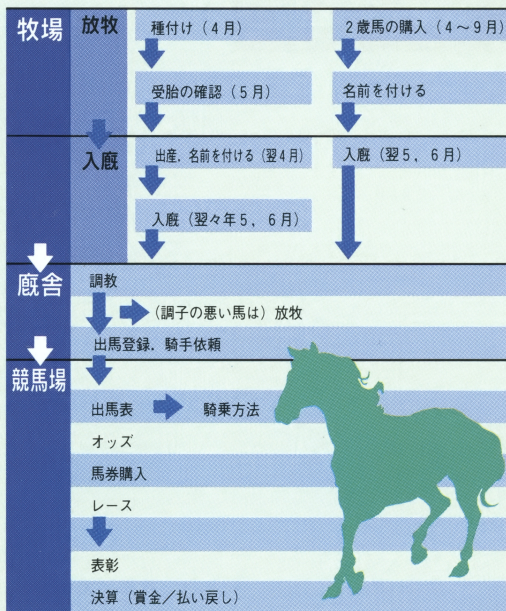 牧場
放牧
種付け(4月)
2歳馬の購入(4〜9月)
受胎の確認(5月)
名前を付ける
入厩
出産.名前を付ける(翌4月)
入厩(翌5,6月)
入厩(翌々年5,6月)
厩舎
調教
(調子の悪い馬は)放牧
出馬登録.騎手依頼
競馬場
出馬表
騎乗方法
オッズ
馬券購入
レース
表彰
決算(賞金/払い戻し)